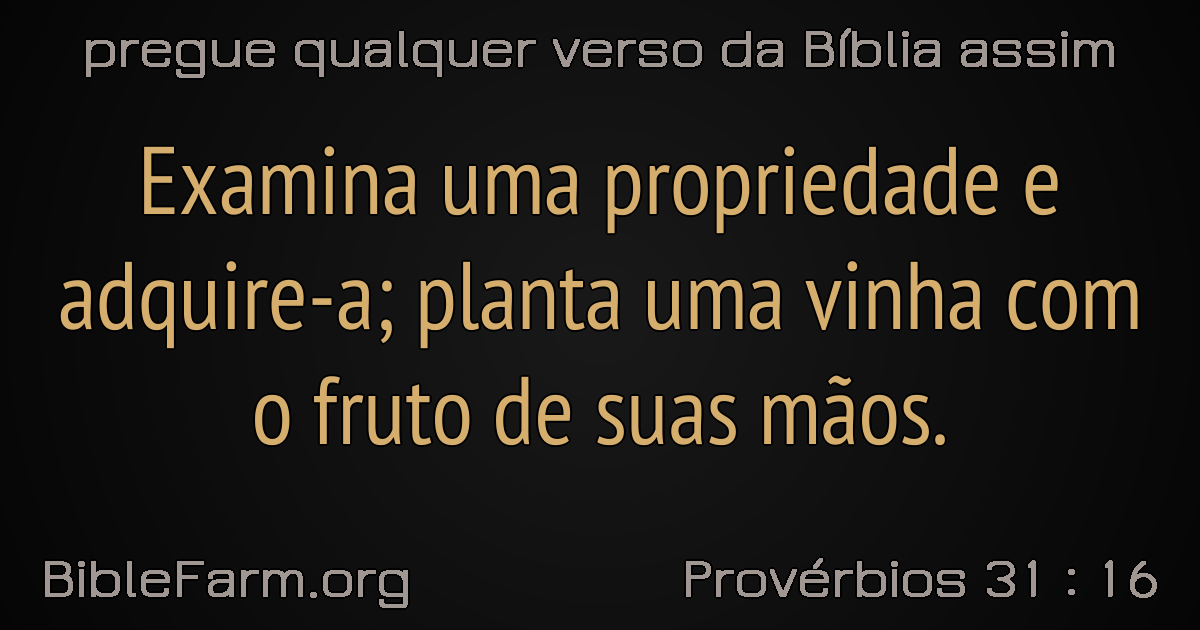 pregue qualquer verso da Bíblia assim
Examina uma propriedade e
adquire-a; planta uma vinha com
o fruto de suas mãos.
BibleFarm.org
Provérbios 31 : 16